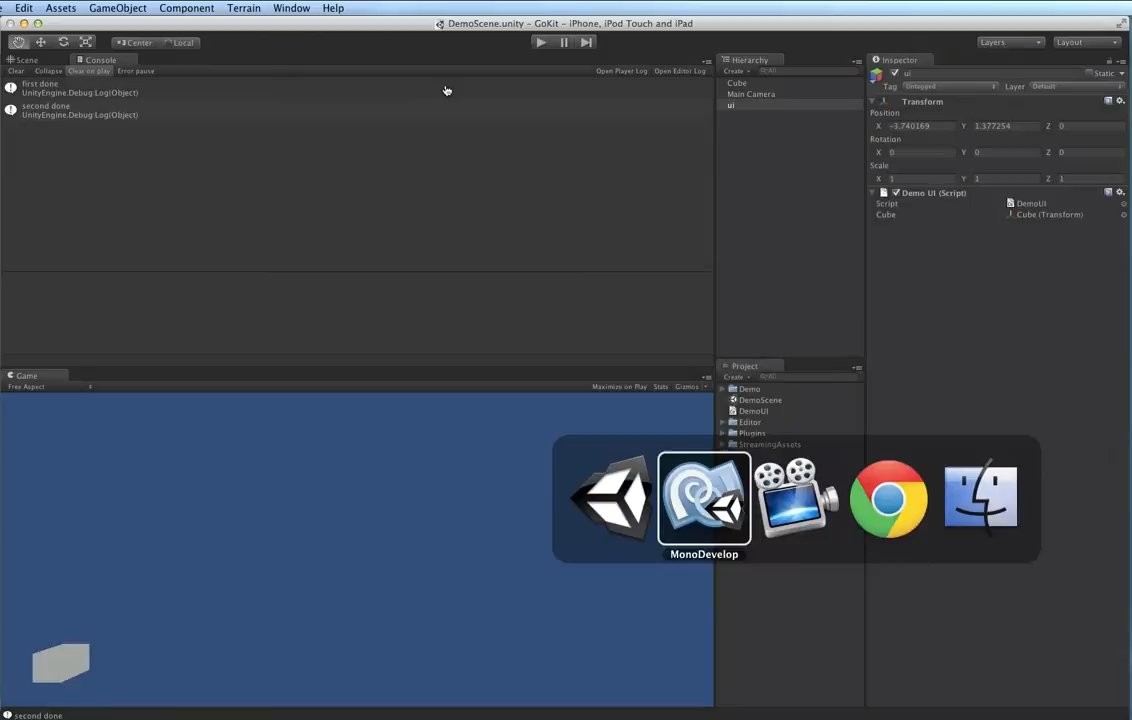 Edit Assets GameObject Component Terrain Window Help
DemoScene.unity – GoKit – iPhone, iPod Touch and iPad
Center Local Layers Layout
Scene Console
Clear Collapse Clear on play Error pause Open Player Log Open Editor Log
first done
UnityEngine.Debug:Log(Object)
second done
UnityEngine.Debug:Log(Object)
Game
Free Aspect Maximize on Play Stats Gizmos
second done
Hierarchy
Create All
Cube
Main Camera
ui
Project
Create All
Demo
DemoScene
DemoUI
Editor
Plugins
StreamingAssets
Inspector
ui Static
Tag Untagged Layer Default
Transform
Position
X -3.740169 Y 1.377254 Z 0
Rotation
X 0 Y 0 Z 0
Scale
X 1 Y 1 Z 1
Demo UI (Script)
Script DemoUI
Cube Cube (Transform)
MonoDevelop